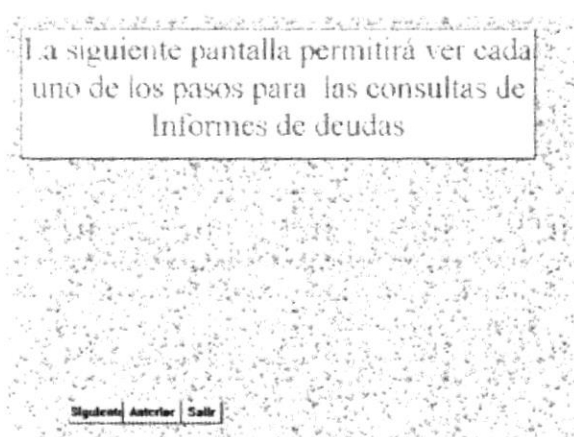 La siguiente pantalla permitirá ver cada
uno de los pasos para las consultas de
Informes de deudas
Siguiente Anterior Salir